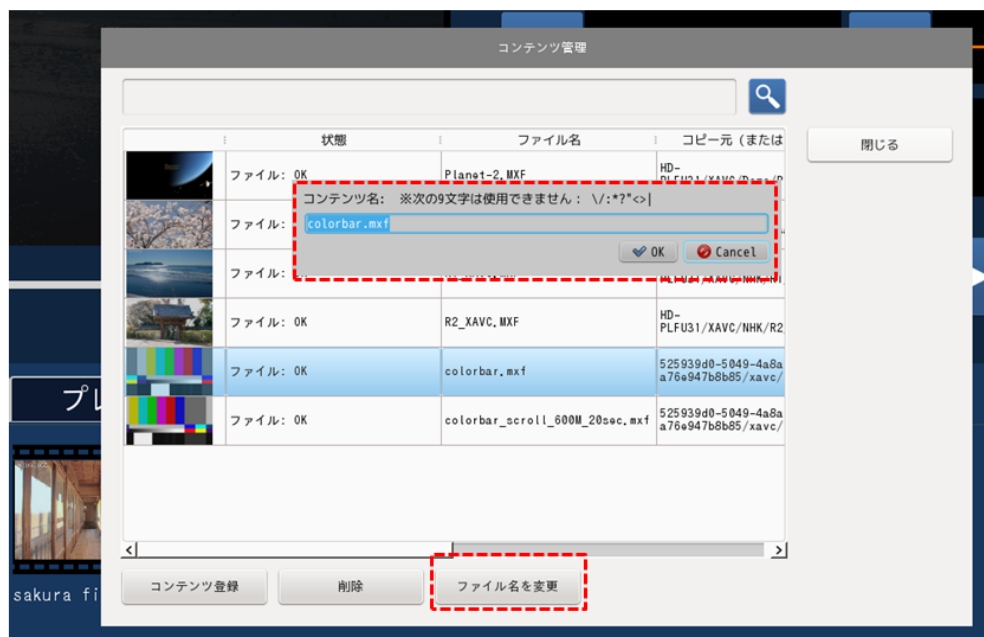 コンテンツ管理
状態 ファイル名 コピー元 (または
閉じる
ファイル: OK Planet-2.MXF HD-
コンテンツ名: ※次の9文字は使用できません: \/:*?"<>|
ファイル:
colorbar.mxf
OK Cancel
ファイル:
ファイル: OK R2_XAVC.MXF HD-
PLFU31/XAVC/NHK/R2
ファイル: OK colorbar.mxf 525939d0-5049-4a8a
a76e947b8b85/xavc/
プレ
ファイル: OK colorbar_scroll_600M_20sec.mxf 525939d0-5049-4a8a
a76e947b8b85/xavc/
コンテンツ登録 削除 ファイル名を変更
sakura fi